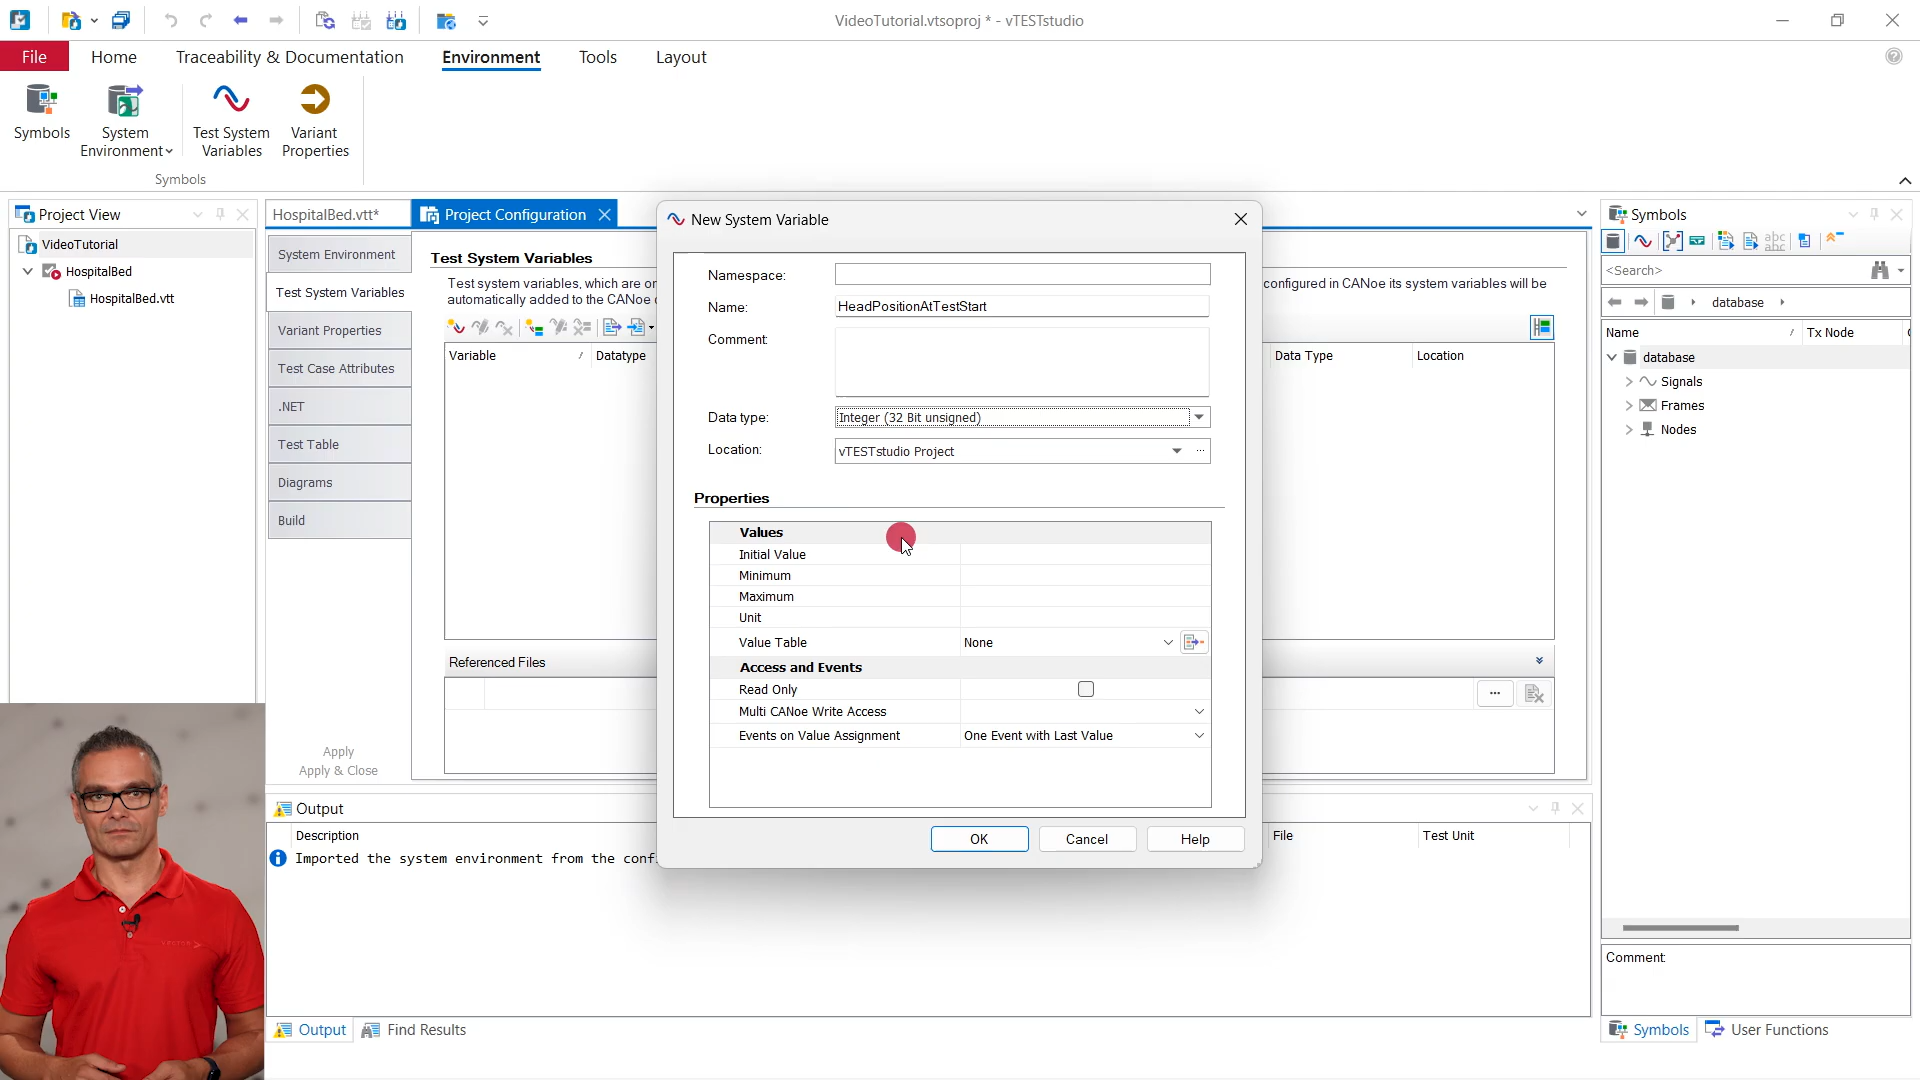 VideoTutorial.vtsoproj * - vTESTstudio
File
Home
Traceability & Documentation
Environment
Tools
Layout
Symbols
System
Environment
Test System
Variables
Variant
Properties
Symbols
Project View
VideoTutorial
HospitalBed
HospitalBed.vtt
HospitalBed.vtt*
Project Configuration
System Environment
Test System Variables
Variant Properties
Test Case Attributes
.NET
Test Table
Diagrams
Build
Apply
Apply & Close
Test System Variables
Test system variables, which are
configured in CANoe its system variables will be
automatically added to the CANoe
Variable
Datatype
Data Type
Location
Referenced Files
New System Variable
Namespace:
Name:
HeadPositionAtTestStart
Comment:
Data type:
Integer (32 Bit unsigned)
Location:
vTESTstudio Project
Properties
Values
Initial Value
Minimum
Maximum
Unit
Value Table
None
Access and Events
Read Only
Multi CANoe Write Access
Events on Value Assignment
One Event with Last Value
OK
Cancel
Help
Output
Description
File
Test Unit
Imported the system environment from the
Output
Find Results
Symbols
abc
abc
<Search>
database
Name
Tx Node
database
Signals
Frames
Nodes
Comment:
Symbols
User Functions